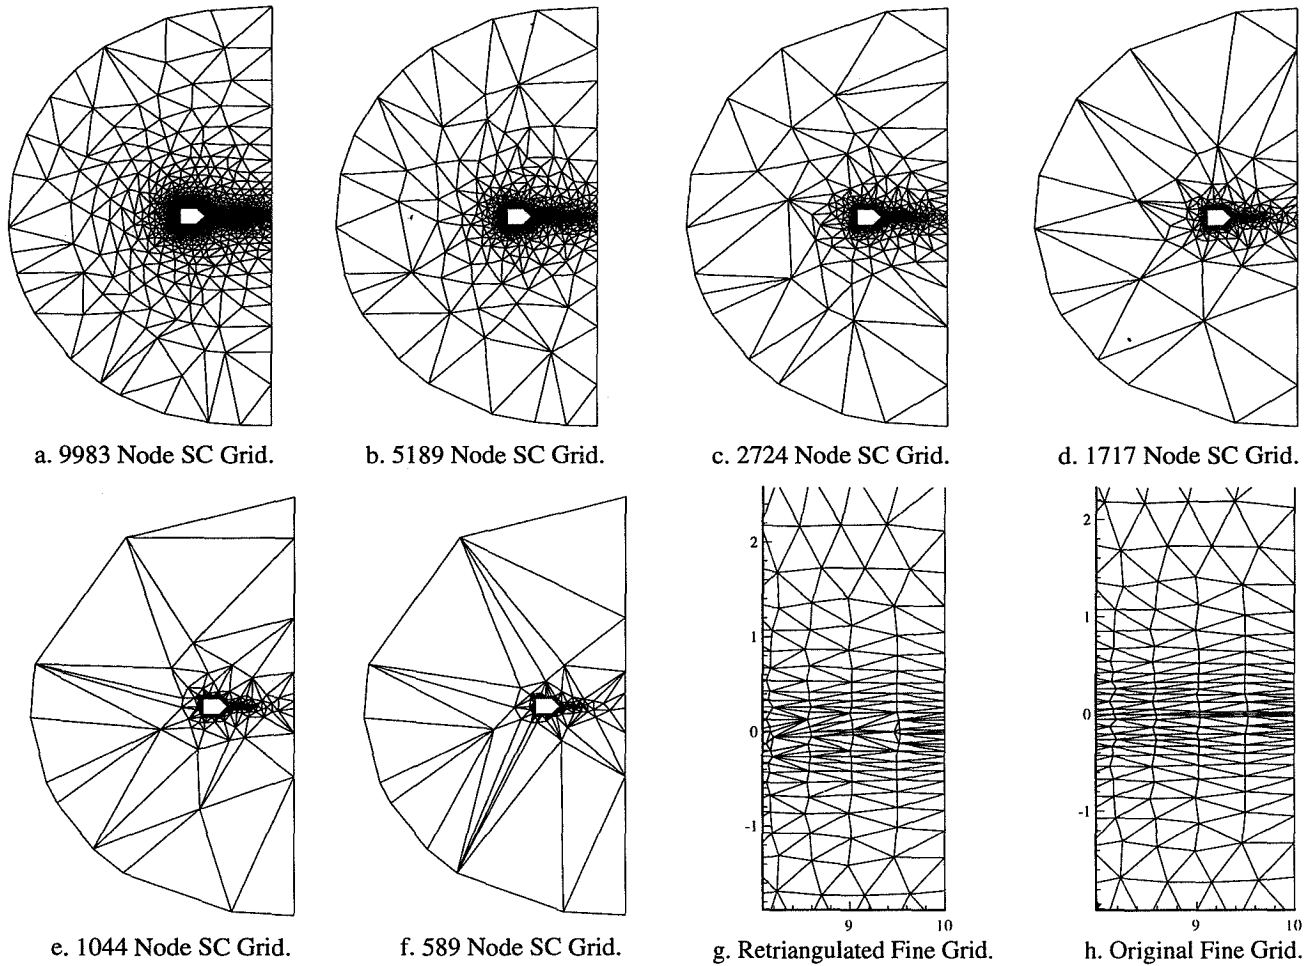 a. 9983 Node SC Grid.
b. 5189 Node SC Grid.
c. 2724 Node SC Grid.
d. 1717 Node SC Grid.
2
1
0
-1
9
10
2
1
0
-1
9
10
e. 1044 Node SC Grid.
f. 589 Node SC Grid.
g. Retriangulated Fine Grid.
h. Original Fine Grid.